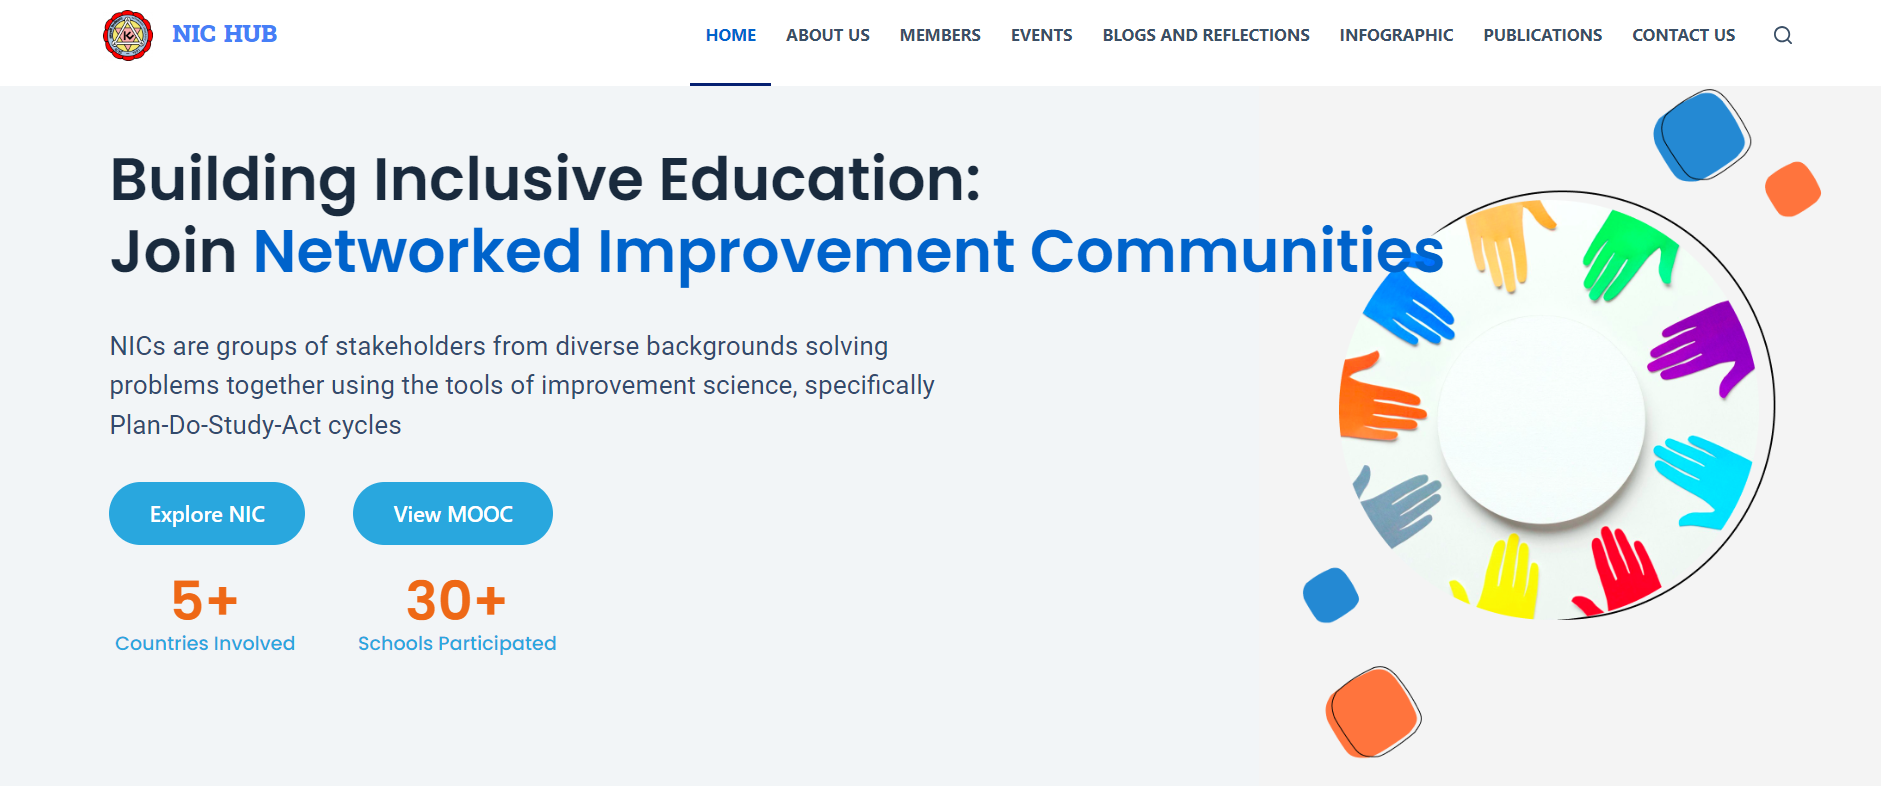 NIC HUB
HOME ABOUT US MEMBERS EVENTS BLOGS AND REFLECTIONS INFOGRAPHIC PUBLICATIONS CONTACT US
Building Inclusive Education:
Join Networked Improvement Communities
NICs are groups of stakeholders from diverse backgrounds solving
problems together using the tools of improvement science, specifically
Plan-Do-Study-Act cycles
Explore NIC View MOOC
5+ 30+
Countries Involved Schools Participated